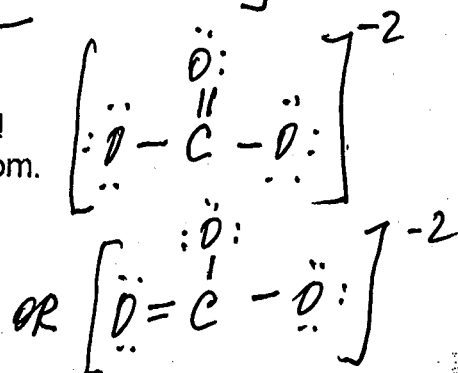 [ -2
Ö:
||
:Ö: — C — Ö: ]
om.
:Ö:
|
OR [ Ö = C — Ö: ] -2